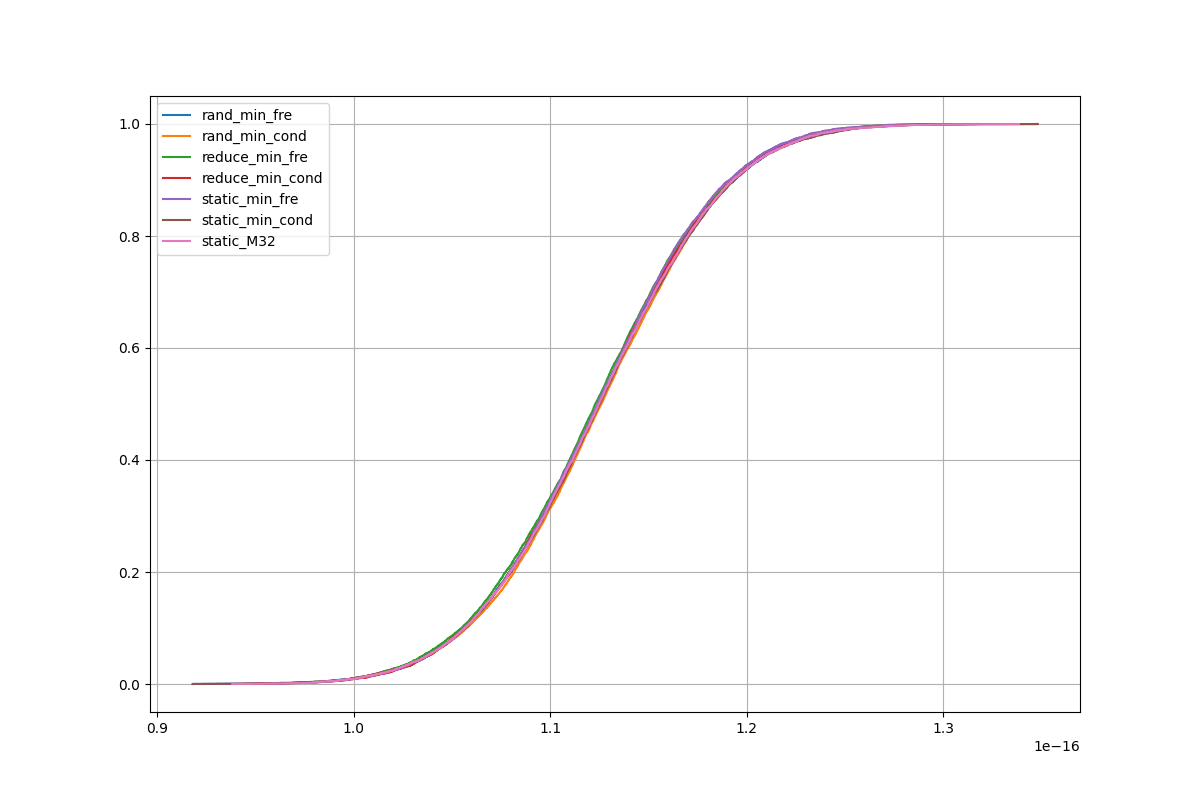 rand_min_fre
rand_min_cond
reduce_min_fre
reduce_min_cond
static_min_fre
static_min_cond
static_M32
1.0
0.8
0.6
0.4
0.2
0.0
0.9 1.0 1.1 1.2 1.3
1e−16